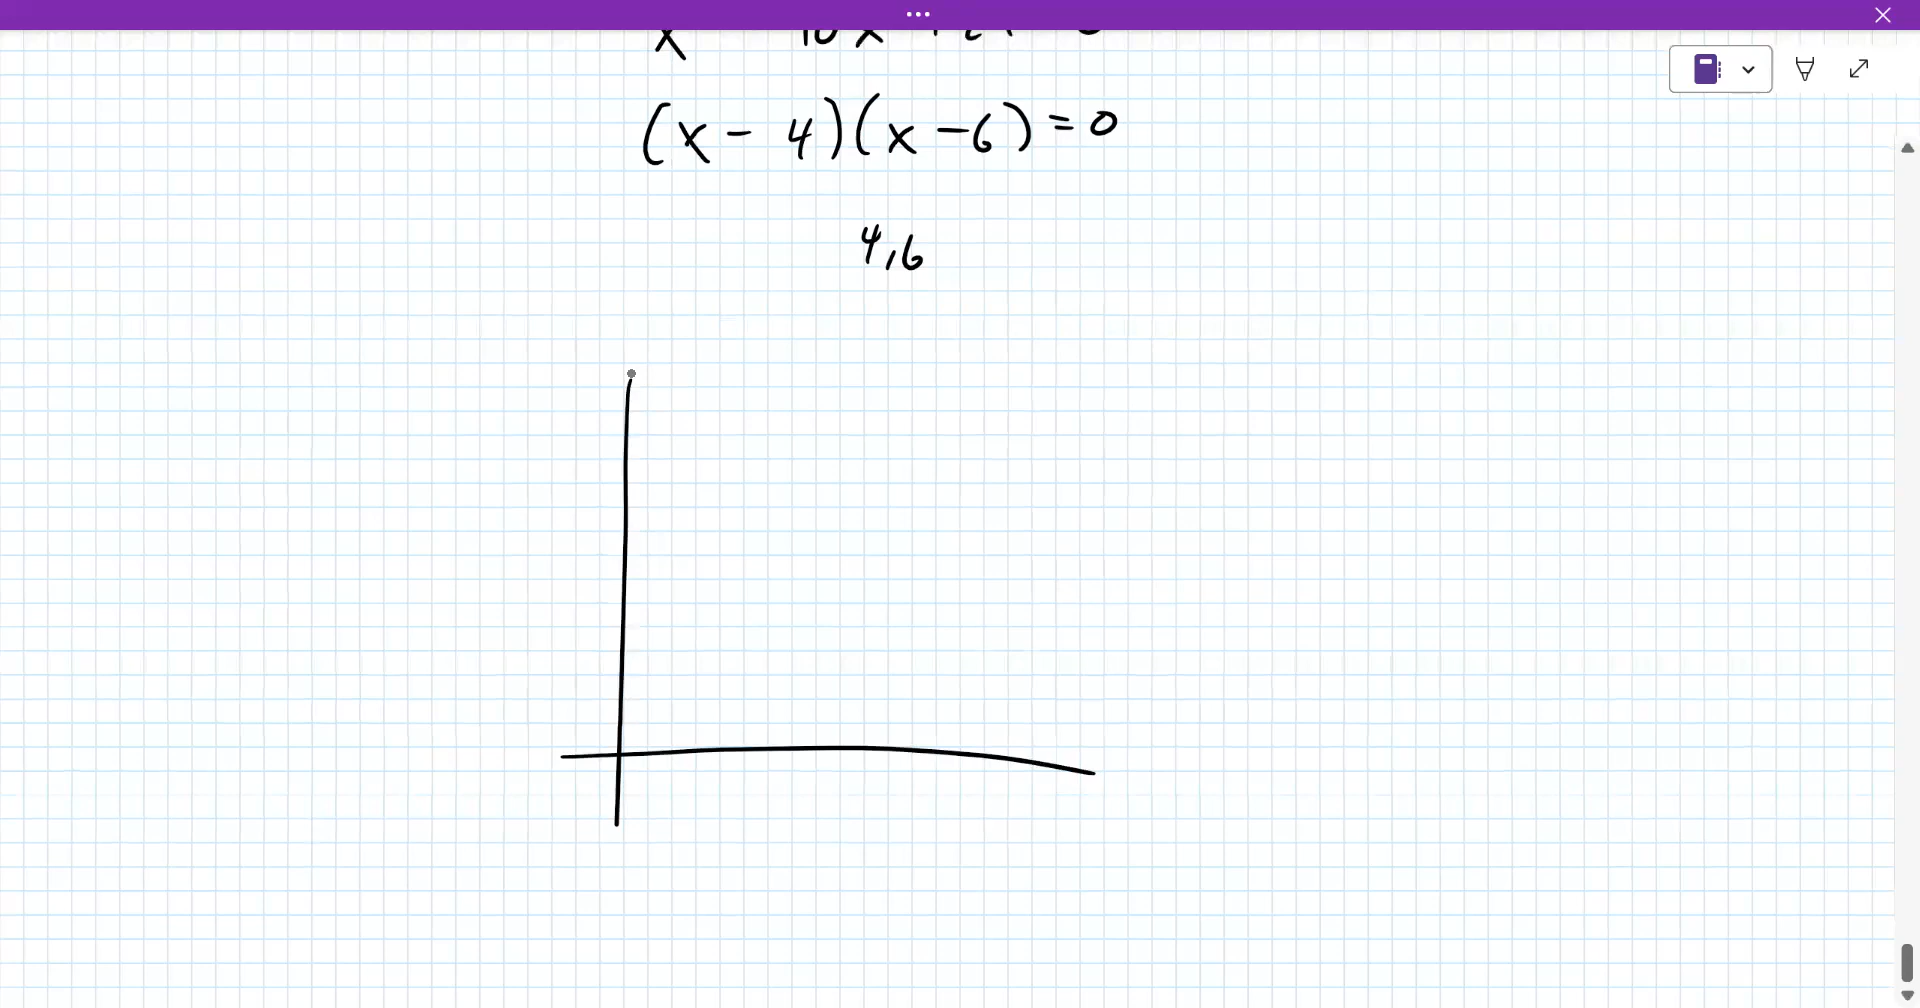 (x - 4)(x - 6) = 0
4,6